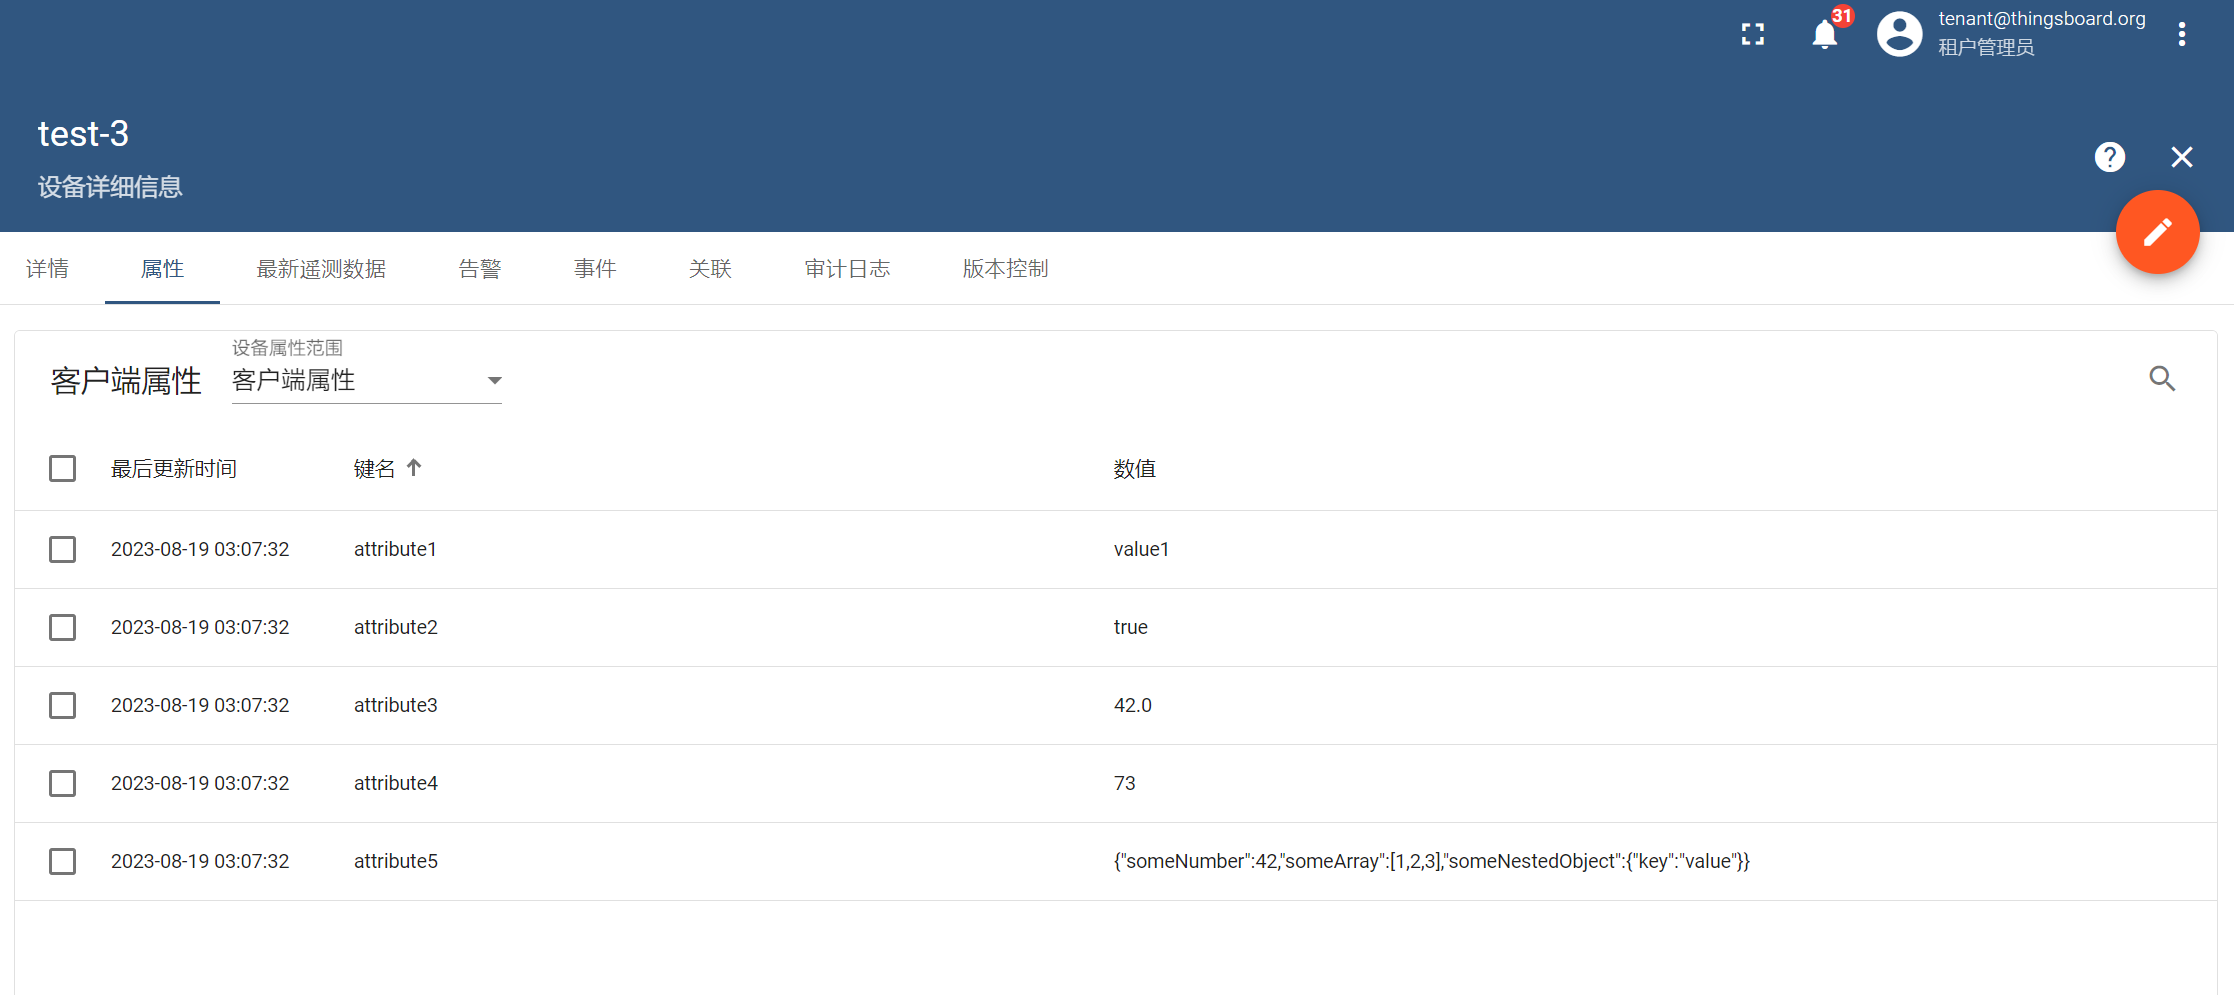 31
tenant@thingsboard.org
租户管理员
test-3
设备详细信息
详情 属性 最新遥测数据 告警 事件 关联 审计日志 版本控制
设备属性范围
客户端属性 客户端属性
最后更新时间 键名 数值
2023-08-19 03:07:32 attribute1 value1
2023-08-19 03:07:32 attribute2 true
2023-08-19 03:07:32 attribute3 42.0
2023-08-19 03:07:32 attribute4 73
2023-08-19 03:07:32 attribute5 {"someNumber":42,"someArray":[1,2,3],"someNestedObject":{"key":"value"}}